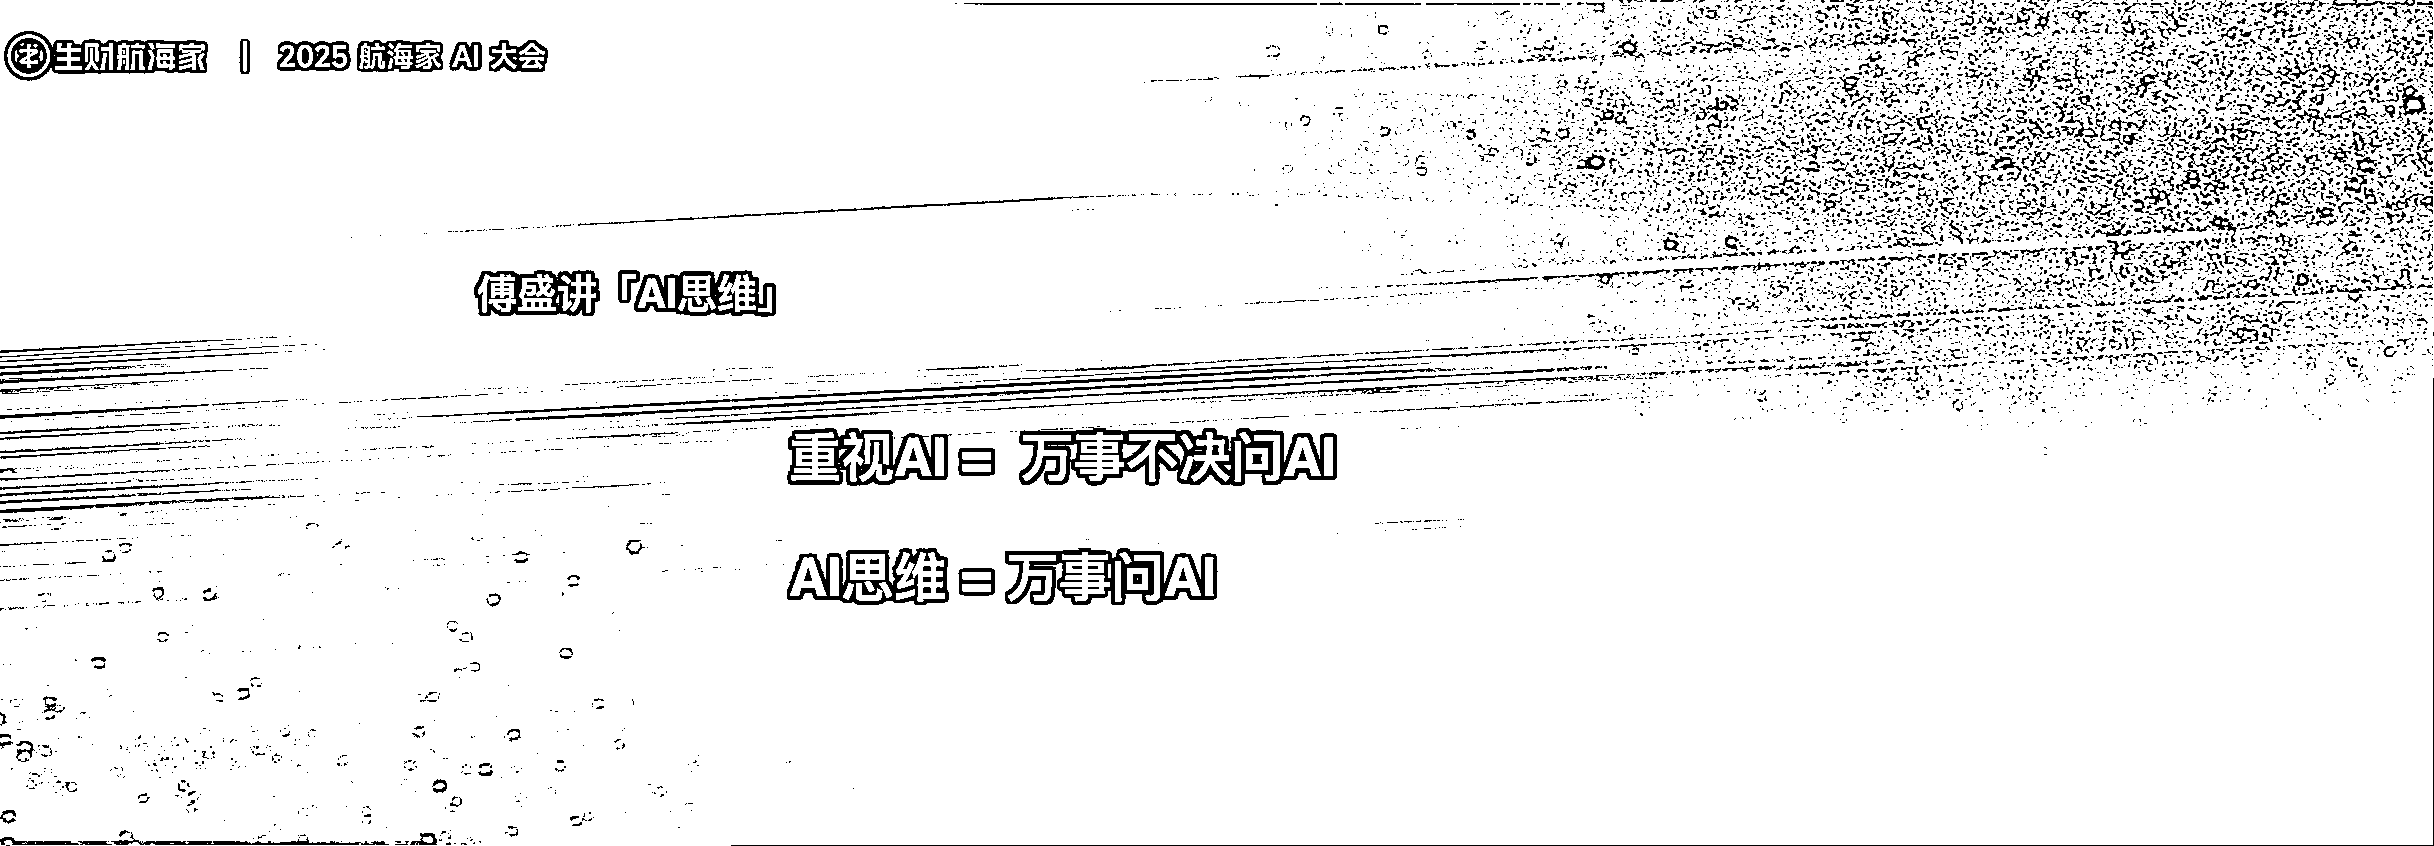 生财航海家 | 2025 航海家 AI 大会
傅盛讲「AI思维」
重视AI = 万事不决问AI
AI思维 = 万事问AI